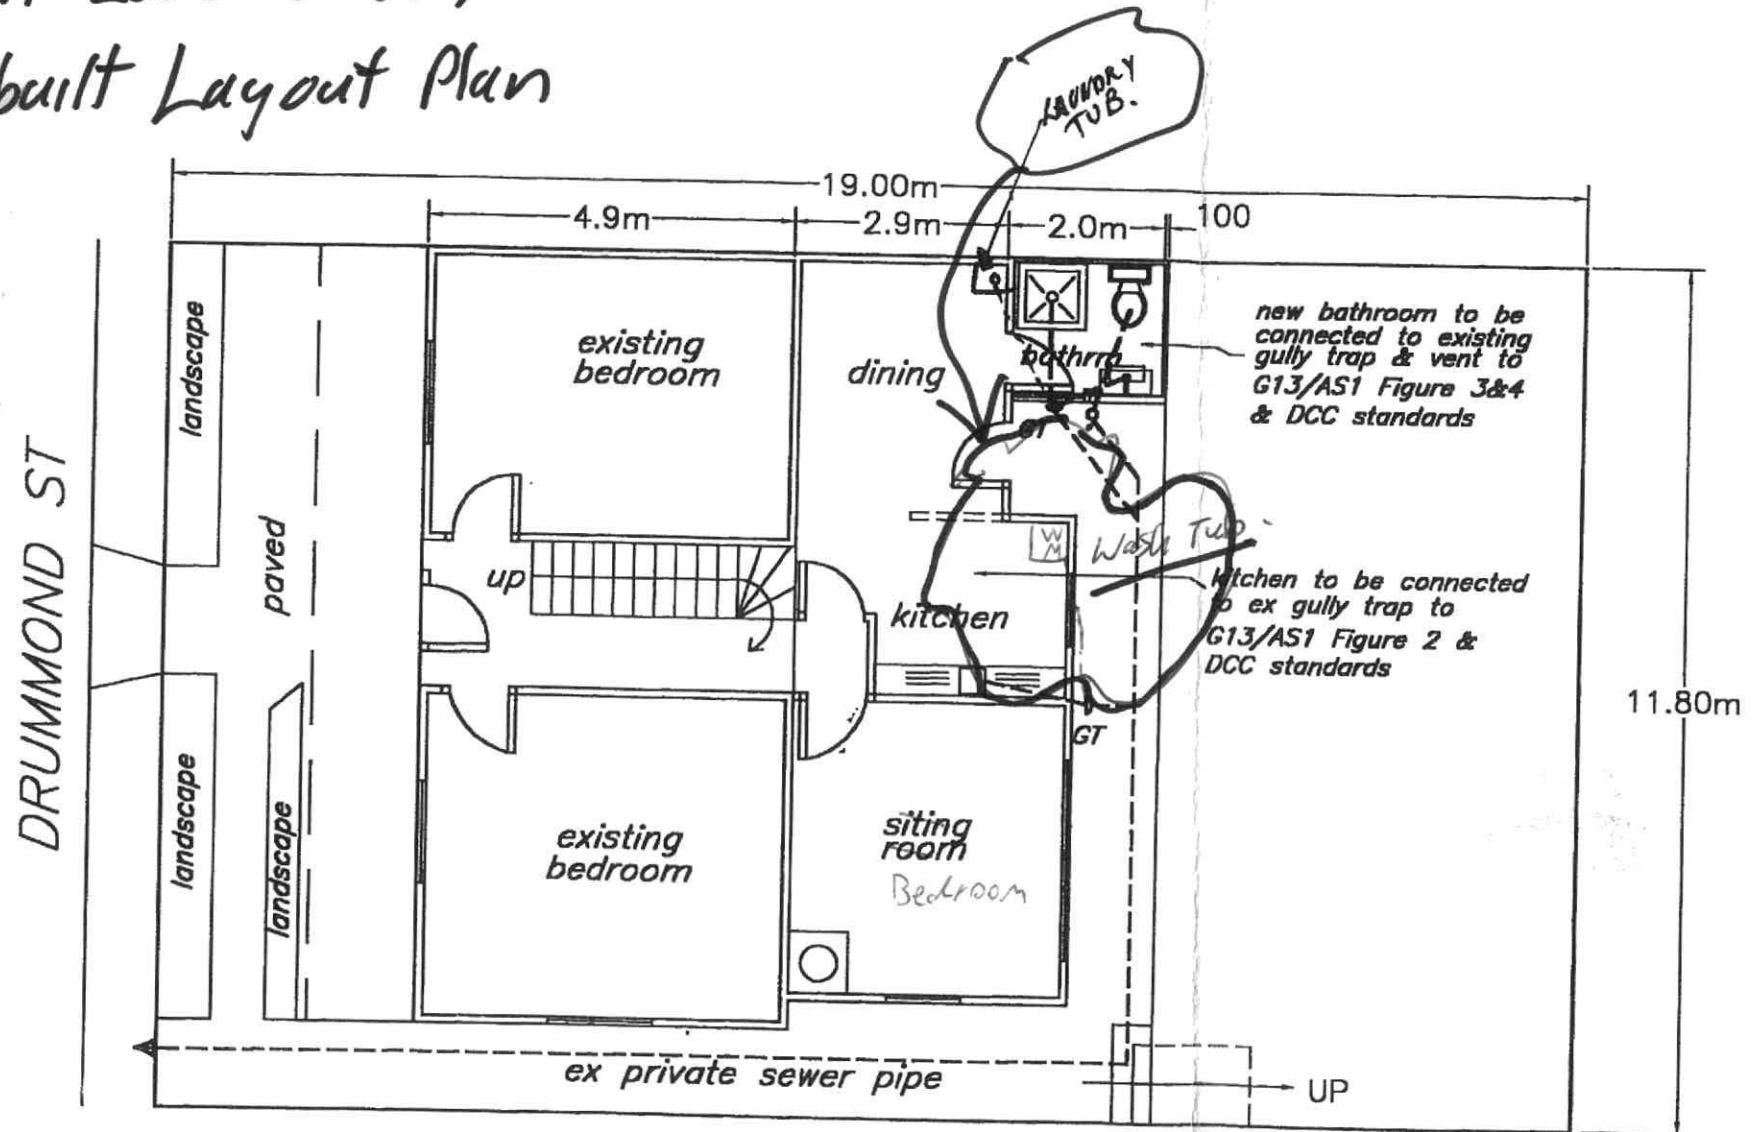 built Layout Plan
LAUNDRY
TUB.
19.00m
4.9m
2.9m
2.0m
100
landscape
existing
bedroom
dining
bathrm
new bathroom to be
connected to existing
gully trap & vent to
G13/AS1 Figure 3&4
& DCC standards
GT
DRUMMOND ST
paved
up
WM
Wash Tub
kitchen
kitchen to be connected
to ex gully trap to
G13/AS1 Figure 2 &
DCC standards
11.80m
GT
landscape
landscape
existing
bedroom
siting
room
Bedroom
ex private sewer pipe
UP